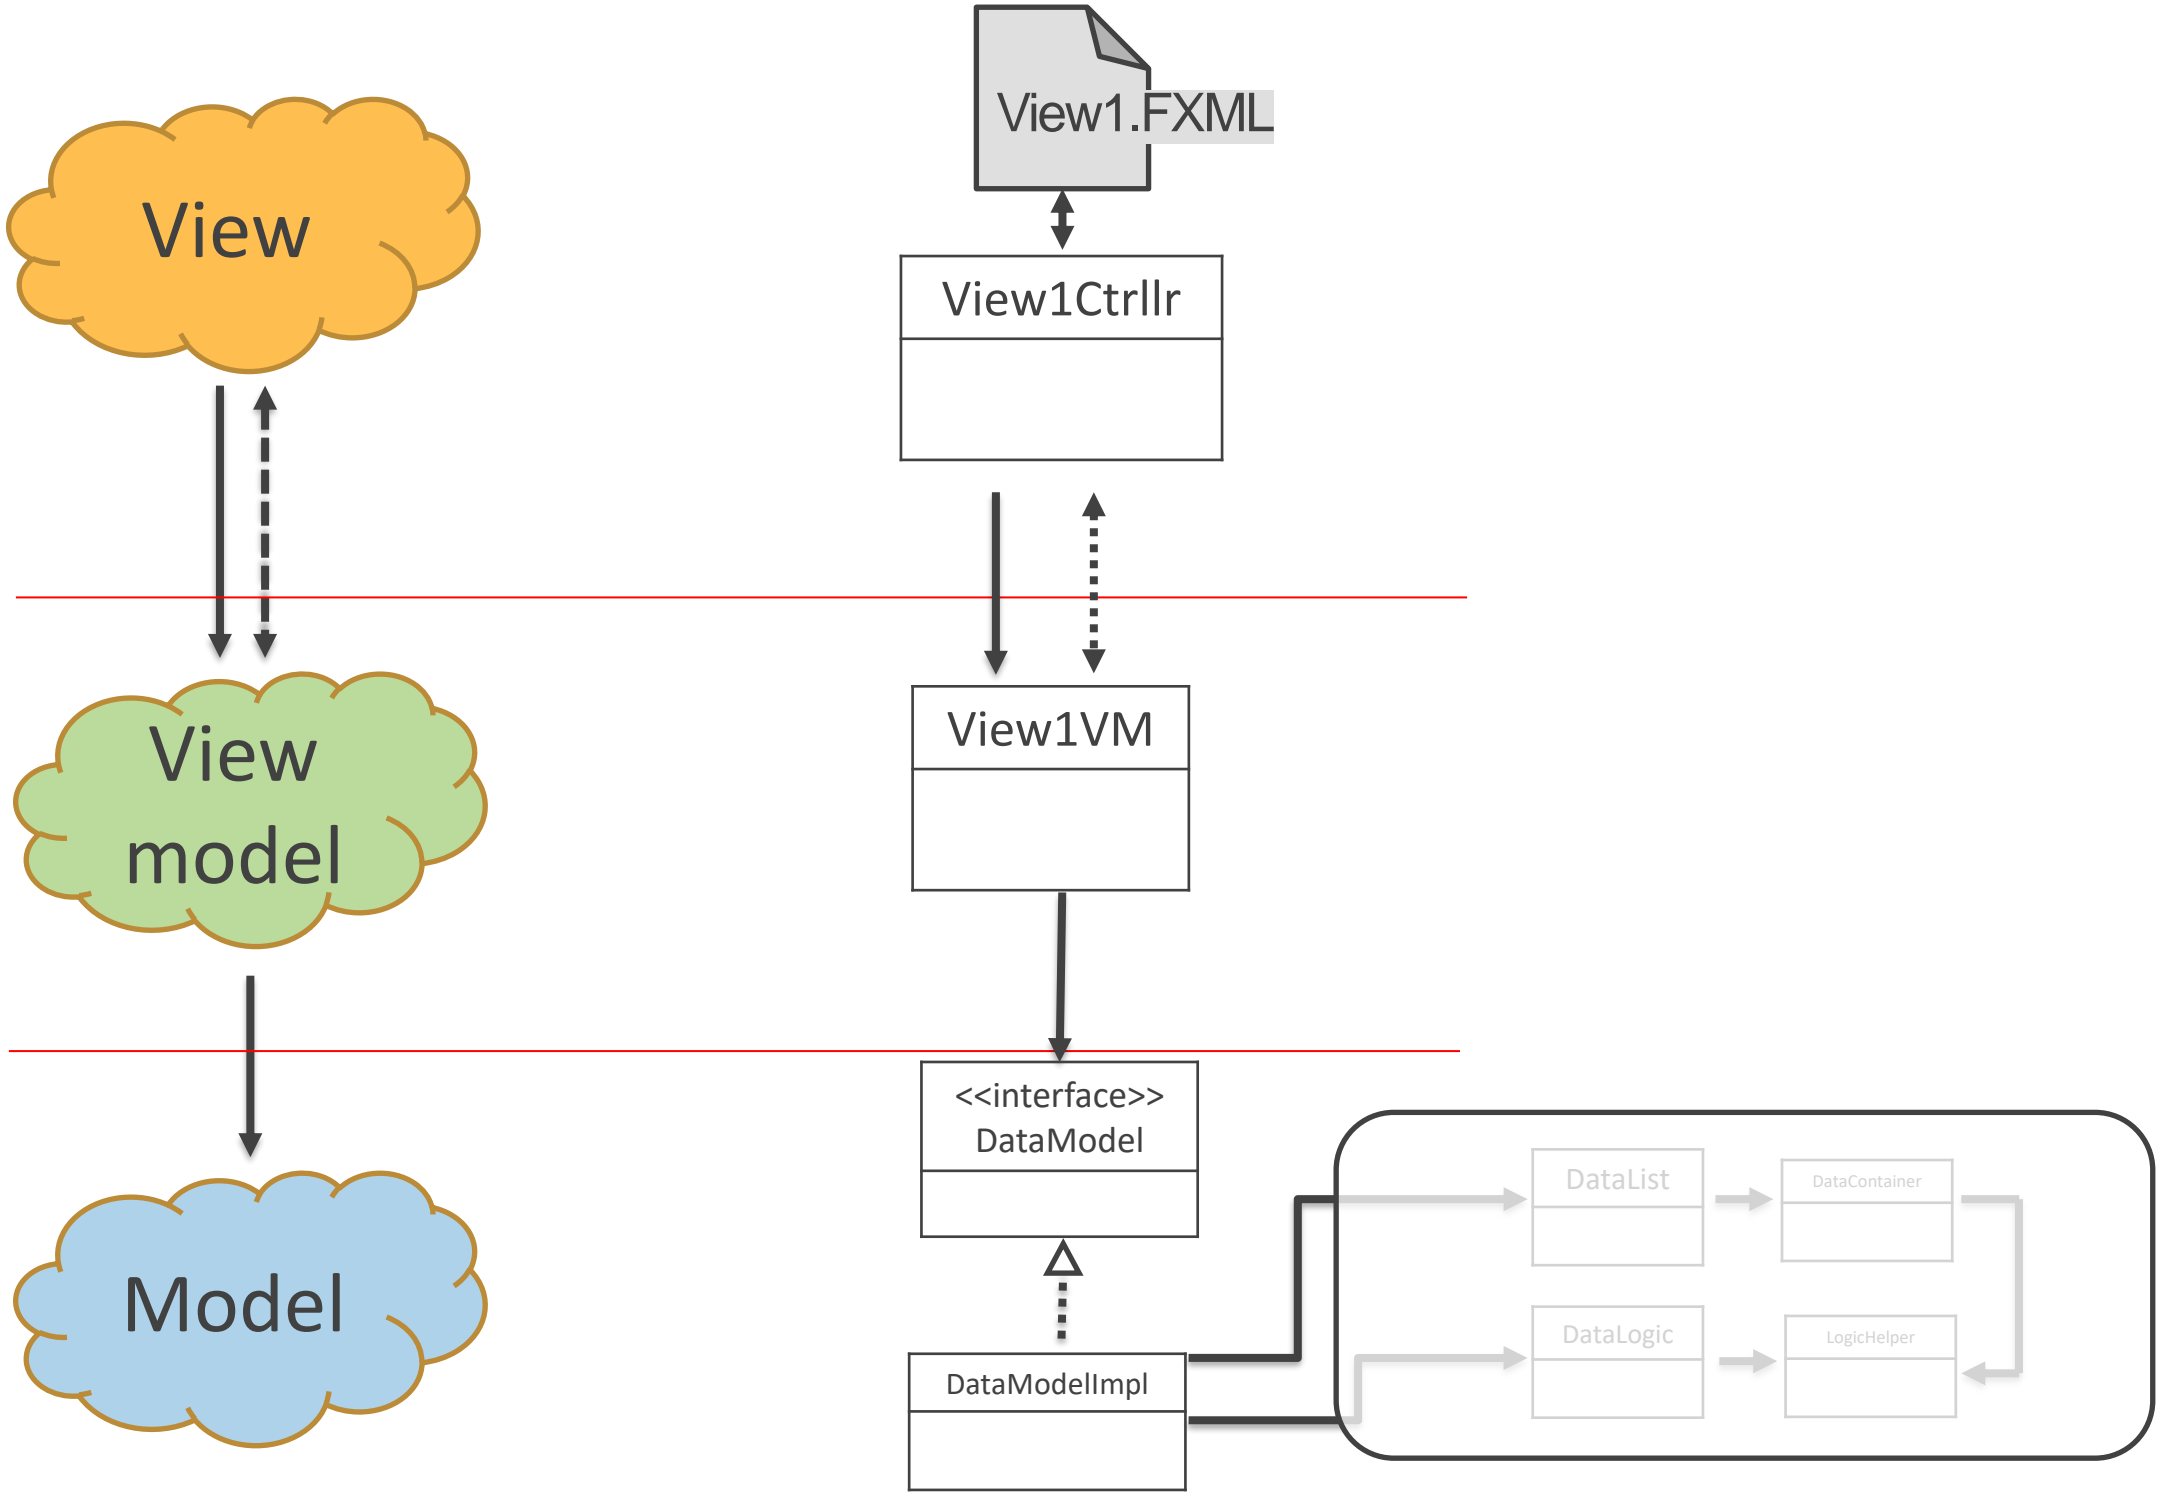 View1.FXML
View
View1Ctrllr
View
model
View1VM
<<interface>>
DataModel
DataList
DataContainer
Model
DataLogic
LogicHelper
DataModelImpl